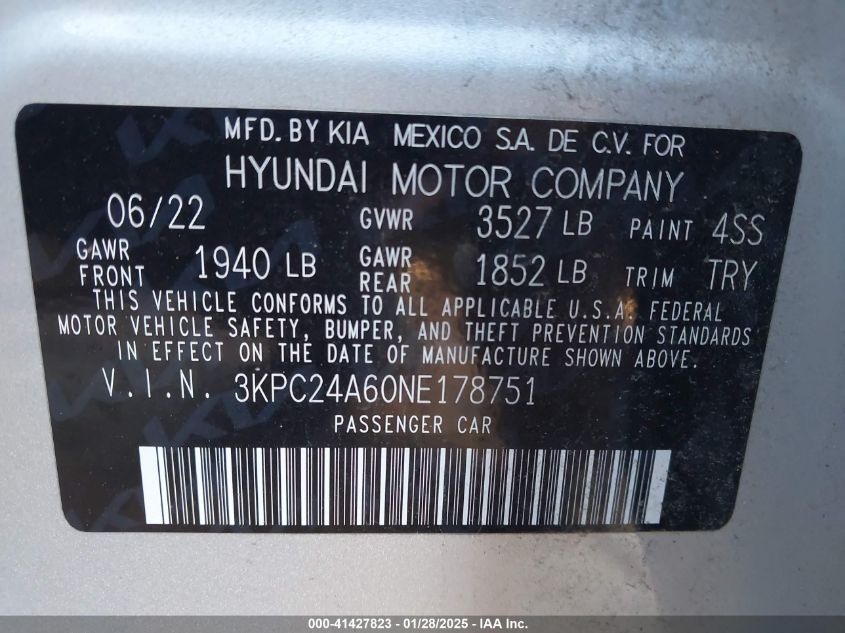 MFD. BY KIA MEXICO S.A. DE C.V. FOR
HYUNDAI MOTOR COMPANY
06/22 GVWR 3527 LB PAINT 4SS
GAWR FRONT 1940 LB GAWR REAR 1852 LB TRIM TRY
THIS VEHICLE CONFORMS TO ALL APPLICABLE U.S.A. FEDERAL
MOTOR VEHICLE SAFETY, BUMPER, AND THEFT PREVENTION STANDARDS
IN EFFECT ON THE DATE OF MANUFACTURE SHOWN ABOVE.
V.I.N. 3KPC24A60NE178751
PASSENGER CAR
000-41427823 - 01/28/2025 - IAA Inc.